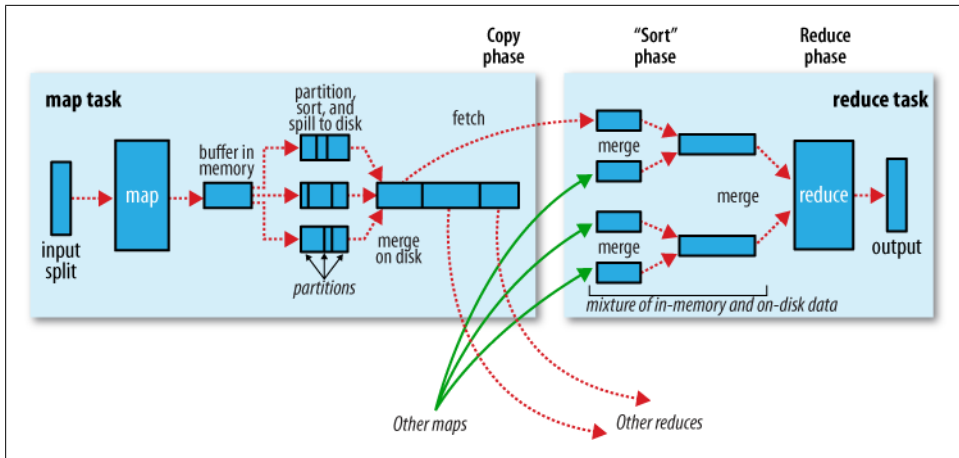 Copy
phase
“Sort”
phase
Reduce
phase
map task
partition,
sort, and
spill to disk
fetch
reduce task
buffer in
memory
map
merge
merge
reduce
input
split
merge
on disk
merge
output
partitions
mixture of in-memory and on-disk data
Other maps
Other reduces